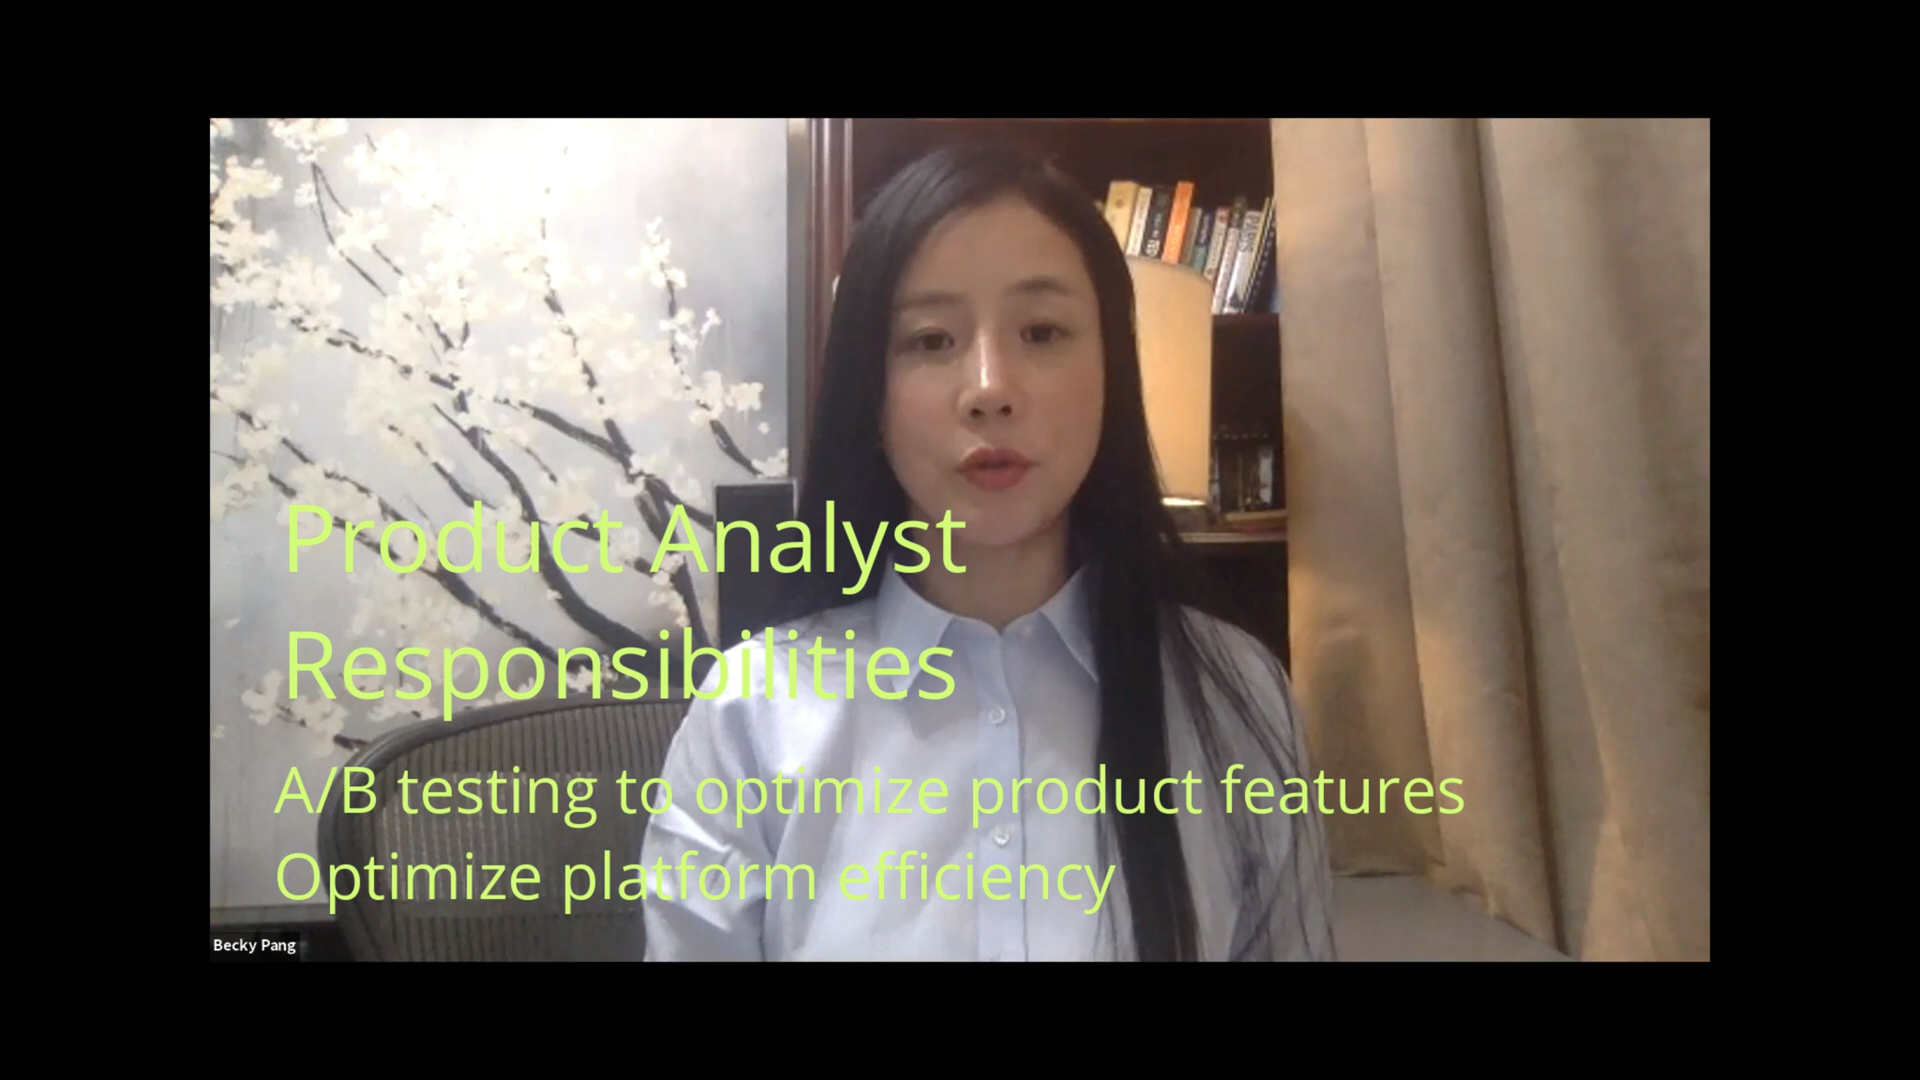 Product Analyst
Responsibilities
A/B testing to optimize product features
Optimize platform efficiency
Becky Pang